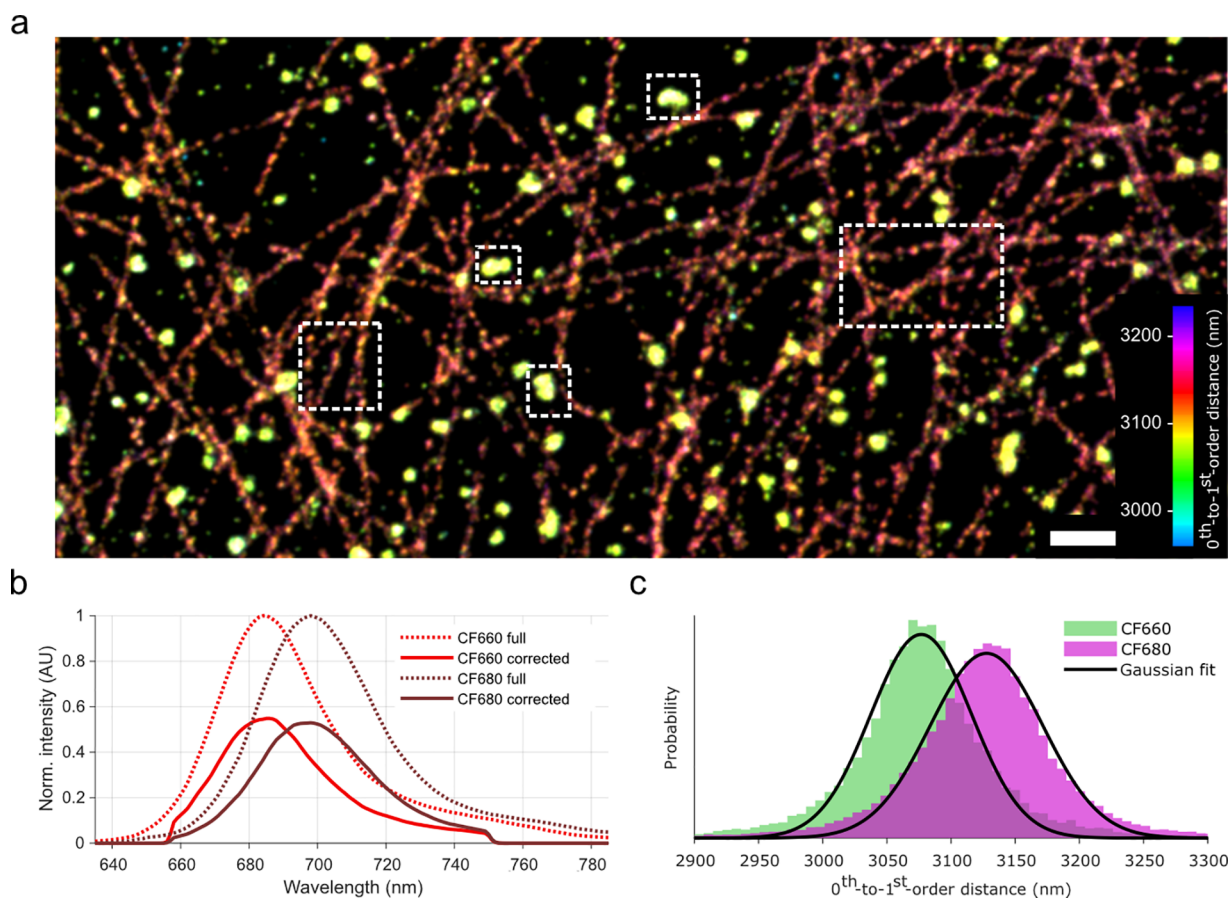 a
3200
3100
3000
0th-to-1st-order distance (nm)
b
1
0.8
0.6
0.4
0.2
0
Norm. intensity (AU)
CF660 full
CF660 corrected
CF680 full
CF680 corrected
640
660
680
700
720
740
.760
.780
Wavelength (nm)
c
CF660
CF680
Gaussian fit
Probability
2900
2950
3000
3050
3100
3150
3200
3250
3300
0th-to-1st-order distance (nm)